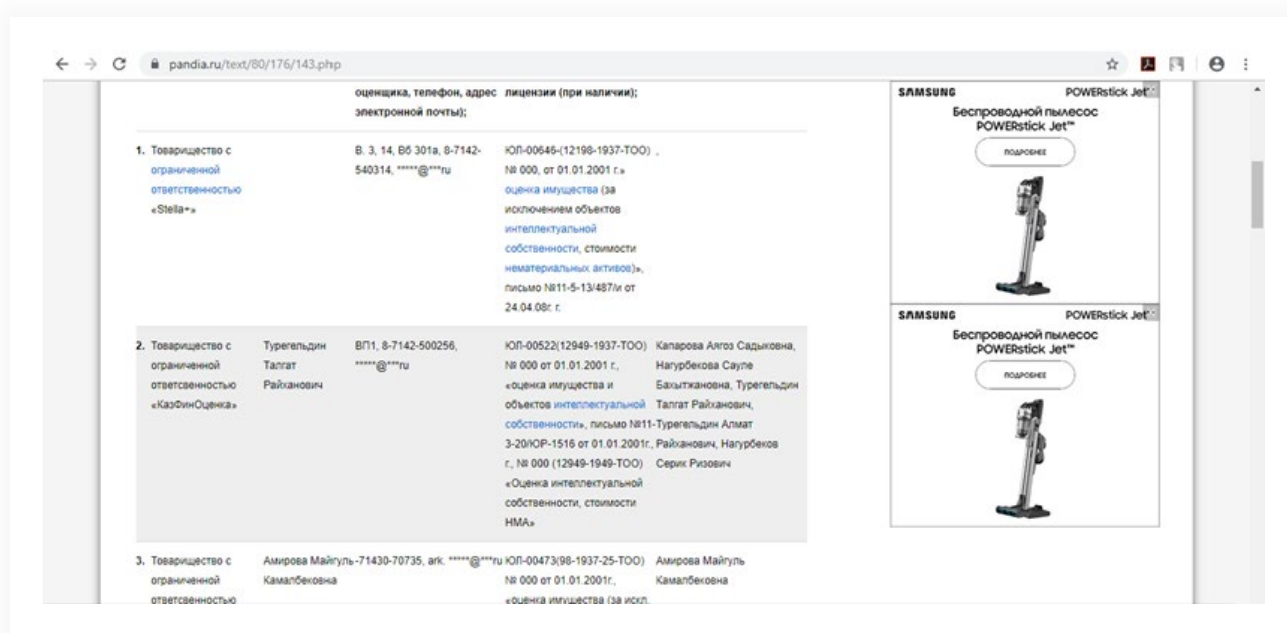 pandia.ru/text/80/176/143.php
оценщика, телефон, адрес лицензии (при наличии);
электронной почты);
1. Товарищество с В. 3, 14, Вб 301а, 8-7142- ЮЛ-00646-(12198-1937-ТОО) ,
ограниченной 540314, *****@***ru № 000, от 01.01.2001 г.»
ответственностью оценка имущества (за
«Stella+» исключением объектов
интеллектуальной
собственности, стоимости
нематериальных активов)»,
письмо №11-5-13/487/и от
24.04.08г. г.
2. Товарищество с Турегельдин ВП1, 8-7142-500256, ЮЛ-00522(12949-1937-ТОО) Капарова Алгоз Садыковна,
ограниченной Талгат *****@***ru № 000 от 01.01.2001 г., Нагурбекова Сауле
ответсвенностью Райханович «оценка имущества и Бахытжановна, Турегельдин
«КазФинОценка» объектов интеллектуальной Талгат Райханович,
собственности», письмо №11- Турегельдин Алмат
3-20/ЮР-1516 от 01.01.2001г., Райханович, Нагурбеков
г., № 000 (12949-1949-ТОО) Серик Ризович
«Оценка интеллектуальной
собственности, стоимости
НМА»
3. Товарищество с Амирова Майгуль -71430-70735, ark. *****@***ru ЮЛ-00473(98-1937-25-ТОО) Амирова Майгуль
ограниченной Камалбековна № 000 от 01.01.2001г., Камалбековна
ответсвенностью «оценка имущества (за искл.
SAMSUNG POWERstick Jet
Беспроводной пылесос
POWERstick Jet™
ПОДРОБНЕЕ
SAMSUNG POWERstick Jet
Беспроводной пылесос
POWERstick Jet™
ПОДРОБНЕЕ